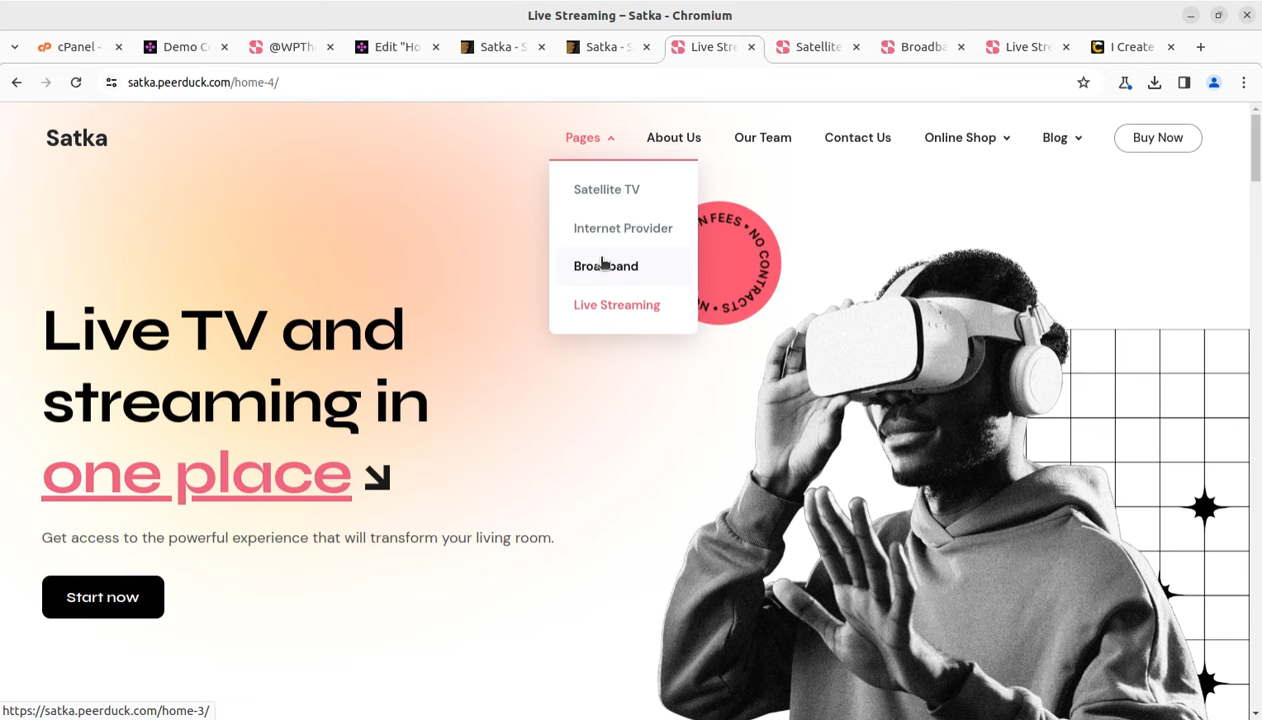 Live Streaming – Satka - Chromium
cPanel -
Demo C
@WPTh
Edit "Ho
Satka - S
Satka - S
Live Stre
Satellite
Broadba
Live Stre
I Create
satka.peerduck.com/home-4/
Satka
Pages
About Us
Our Team
Contact Us
Online Shop
Blog
Buy Now
Satellite TV
Internet Provider
Broadband
Live Streaming
N FEES • NO CONTRACTS •
Live TV and
streaming in
one place
Get access to the powerful experience that will transform your living room.
Start now
https://satka.peerduck.com/home-3/